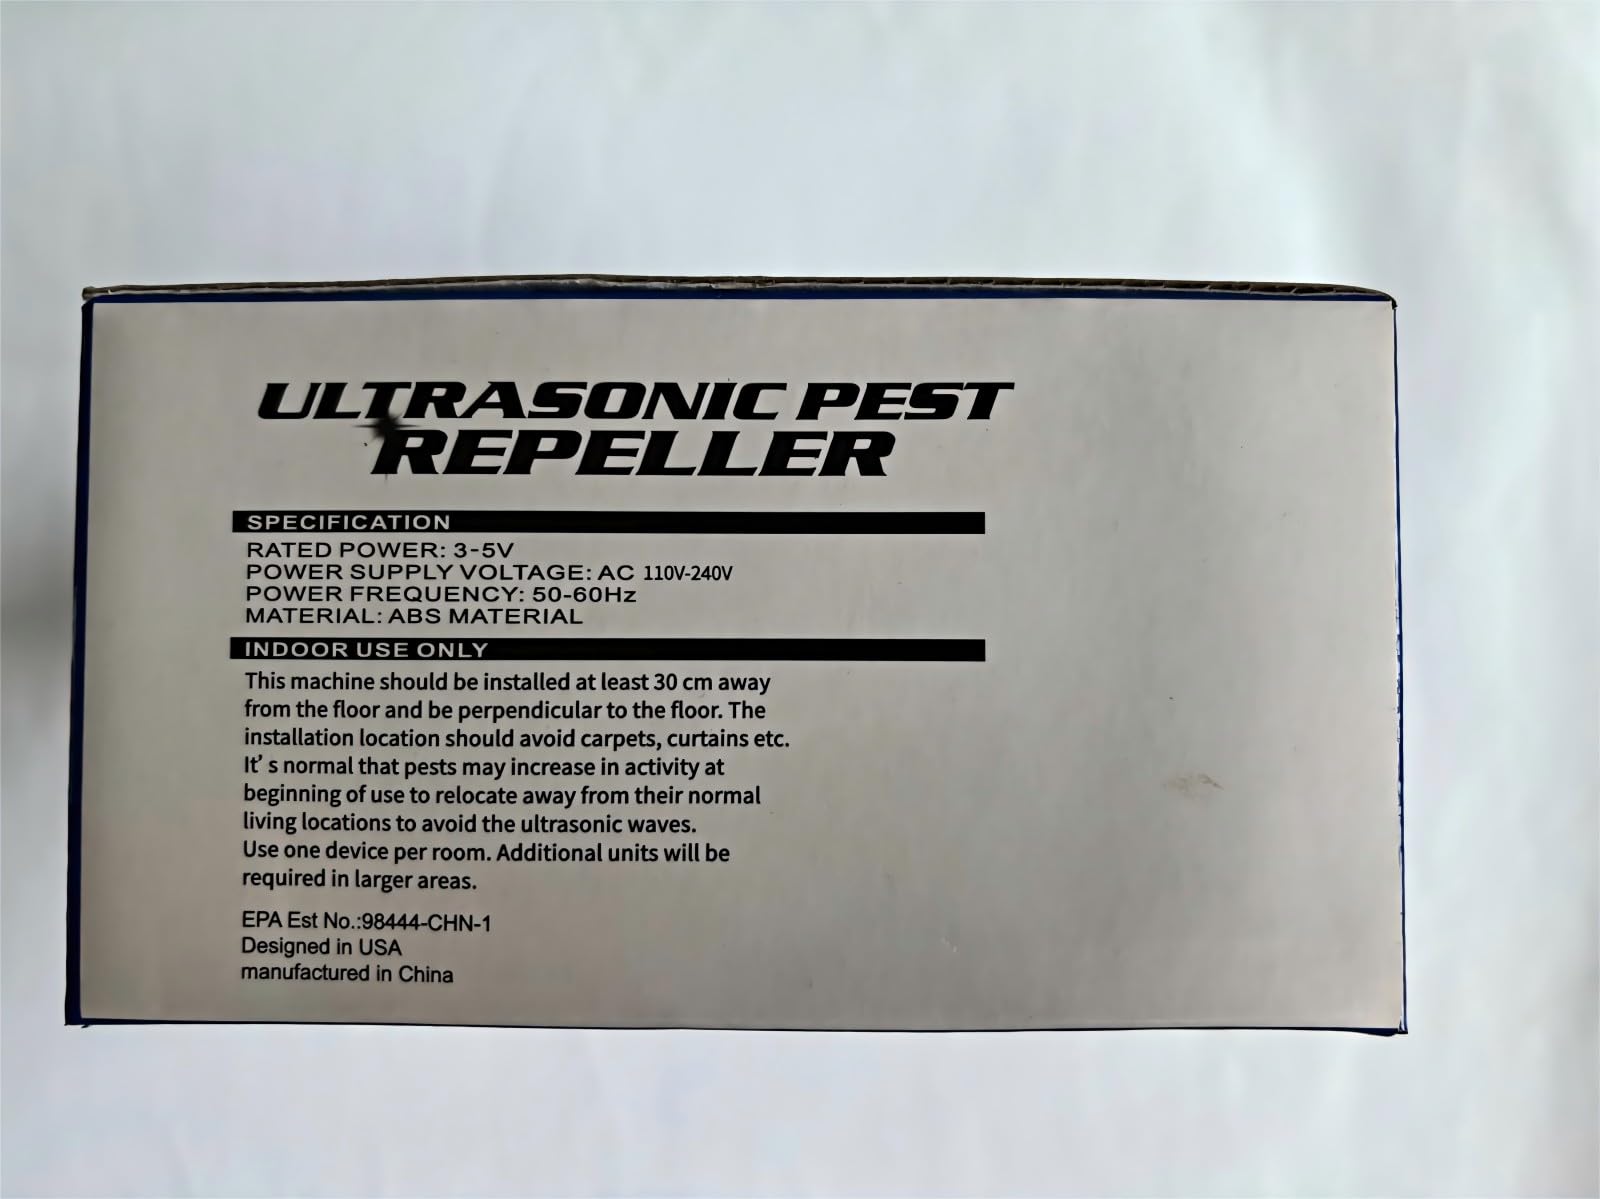 ULTRASONIC PEST
REPELLER
SPECIFICATION
RATED POWER: 3-5V
POWER SUPPLY VOLTAGE: AC 110V-240V
POWER FREQUENCY: 50-60Hz
MATERIAL: ABS MATERIAL
INDOOR USE ONLY
This machine should be installed at least 30 cm away
from the floor and be perpendicular to the floor. The
installation location should avoid carpets, curtains etc.
It’ s normal that pests may increase in activity at
beginning of use to relocate away from their normal
living locations to avoid the ultrasonic waves.
Use one device per room. Additional units will be
required in larger areas.
EPA Est No.:98444-CHN-1
Designed in USA
manufactured in China